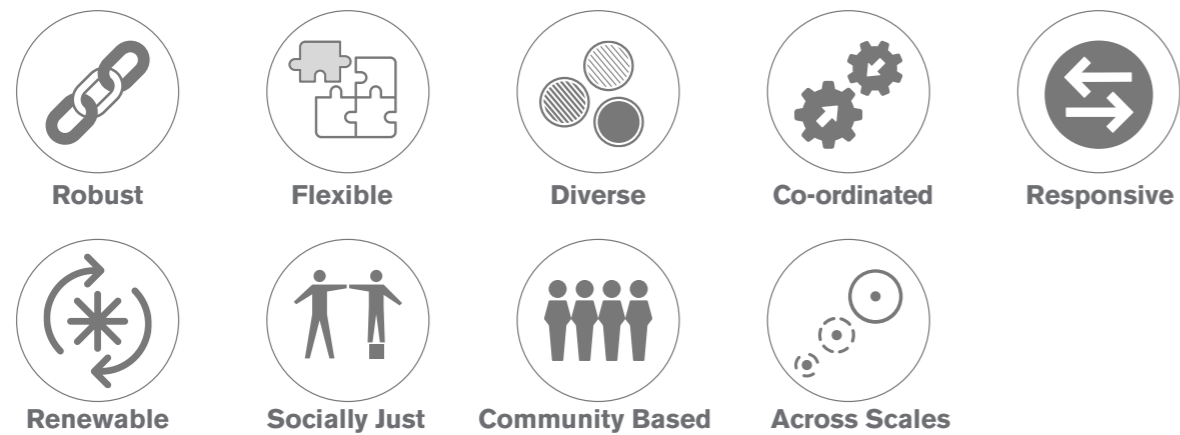 Robust
Flexible
Diverse
Co-ordinated
Responsive
Renewable
Socially Just
Community Based
Across Scales